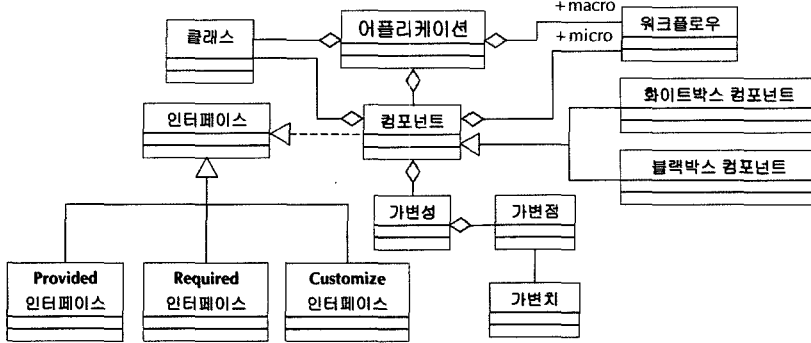 클래스
어플리케이션
+macro
워크플로우
+micro
인터페이스
컴포넌트
화이트박스 컴포넌트
블랙박스 컴포넌트
가변성
가변점
Provided
인터페이스
Required
인터페이스
Customize
인터페이스
가변치